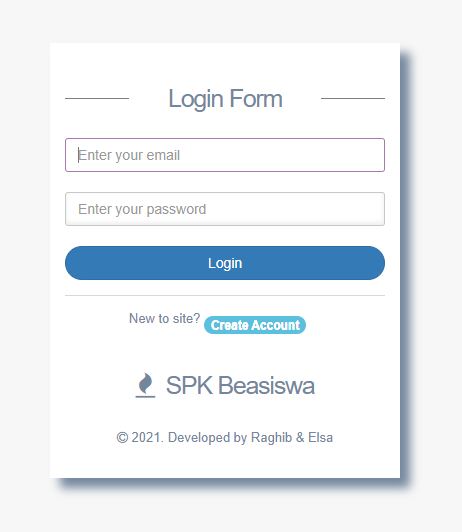 Login Form
Enter your email
Enter your password
Login
New to site? Create Account
SPK Beasiswa
© 2021. Developed by Raghib & Elsa